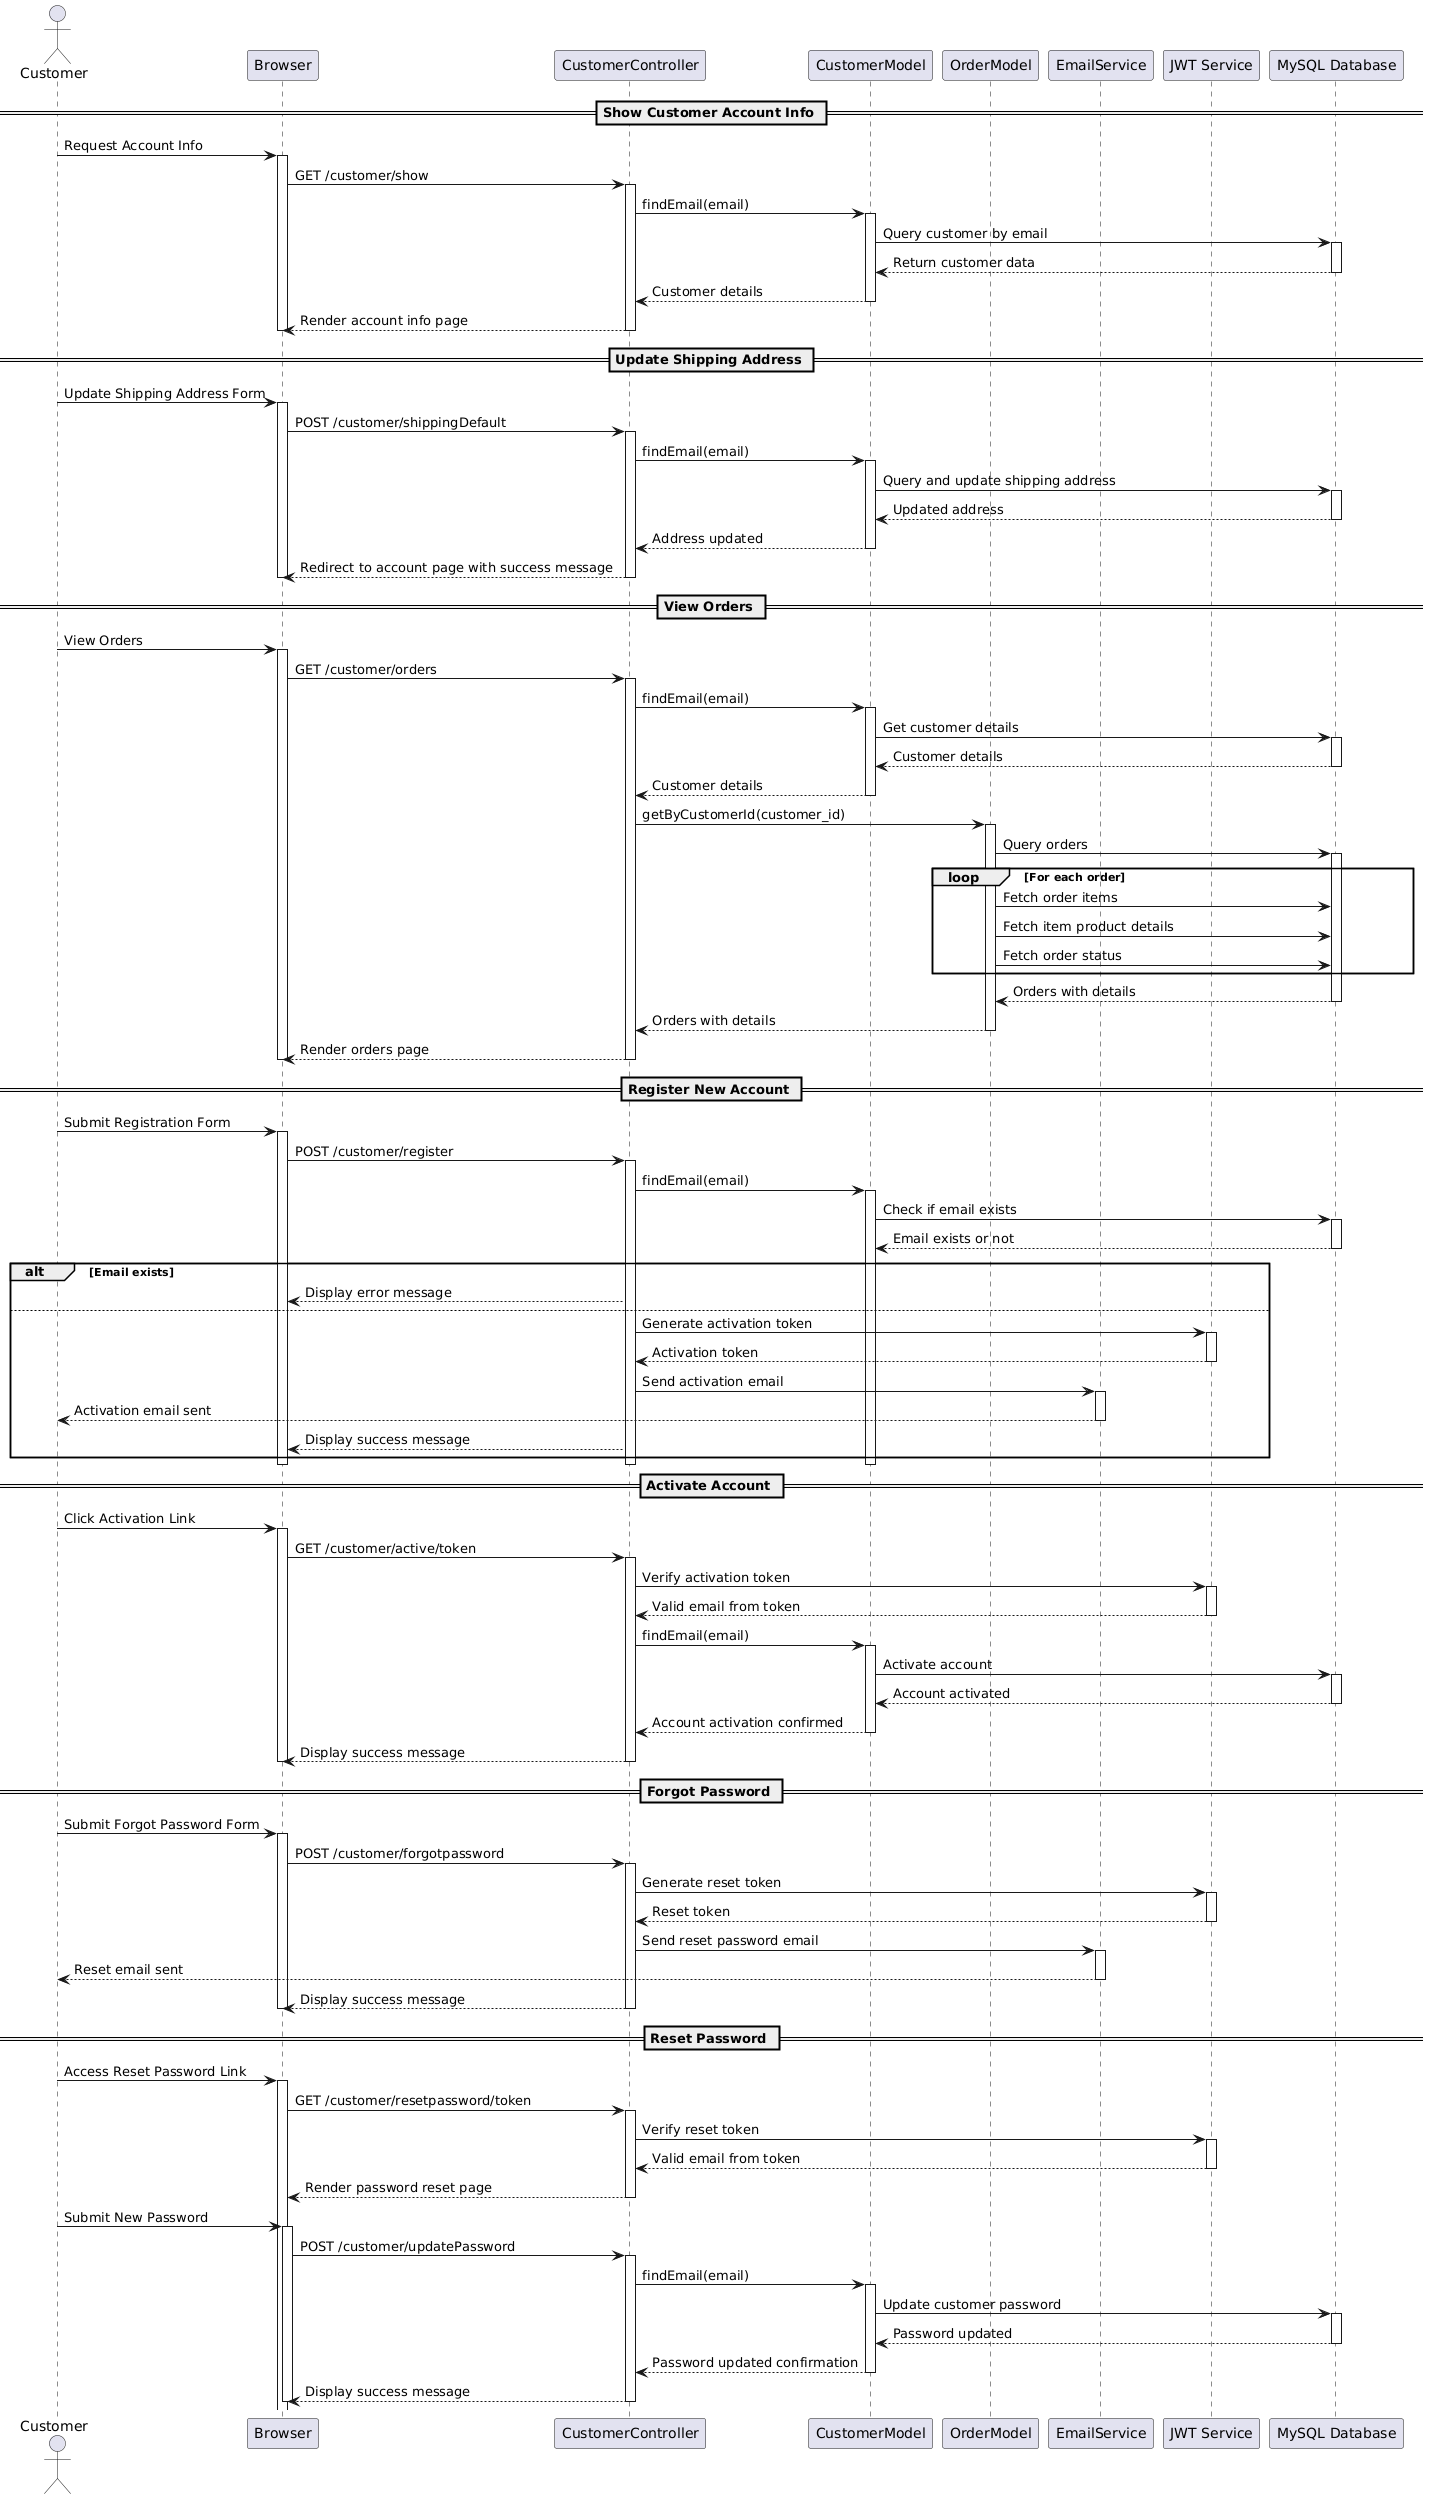 Customer
Browser
CustomerController
CustomerModel
OrderModel
EmailService
JWT Service
MySQL Database
Show Customer Account Info
Request Account Info
GET /customer/show
findEmail(email)
Query customer by email
Return customer data
Customer details
Render account info page
Update Shipping Address
Update Shipping Address Form
POST /customer/shippingDefault
findEmail(email)
Query and update shipping address
Updated address
Address updated
Redirect to account page with success message
View Orders
View Orders
GET /customer/orders
findEmail(email)
Get customer details
Customer details
Customer details
getByCustomerId(customer_id)
Query orders
loop
[For each order]
Fetch order items
Fetch item product details
Fetch order status
Orders with details
Orders with details
Render orders page
Register New Account
Submit Registration Form
POST /customer/register
findEmail(email)
Check if email exists
Email exists or not
alt
[Email exists]
Display error message
Generate activation token
Activation token
Send activation email
Activation email sent
Display success message
Activate Account
Click Activation Link
GET /customer/active/token
Verify activation token
Valid email from token
findEmail(email)
Activate account
Account activated
Account activation confirmed
Display success message
Forgot Password
Submit Forgot Password Form
POST /customer/forgotpassword
Generate reset token
Reset token
Send reset password email
Reset email sent
Display success message
Reset Password
Access Reset Password Link
GET /customer/resetpassword/token
Verify reset token
Valid email from token
Render password reset page
Submit New Password
POST /customer/updatePassword
findEmail(email)
Update customer password
Password updated
Password updated confirmation
Display success message
Customer
Browser
CustomerController
CustomerModel
OrderModel
EmailService
JWT Service
MySQL Database